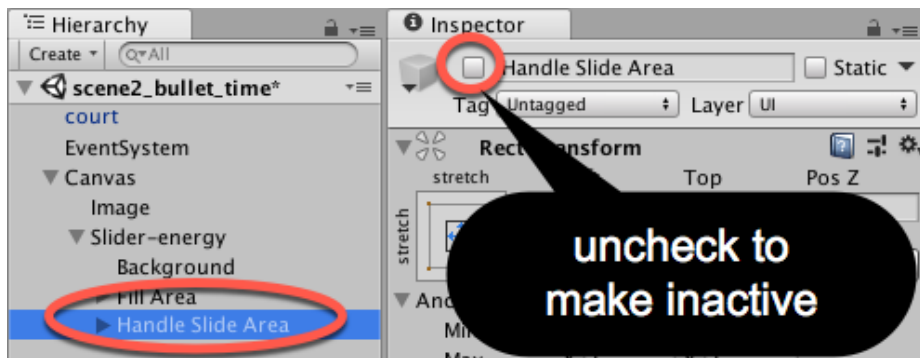 Hierarchy
Create
All
scene2_bullet_time*
court
EventSystem
Canvas
Image
Slider-energy
Background
Fill Area
Handle Slide Area
Inspector
Handle Slide Area
Static
Tag Untagged Layer UI
Rect
nsform
stretch Top Pos Z
stretch
uncheck to
make inactive